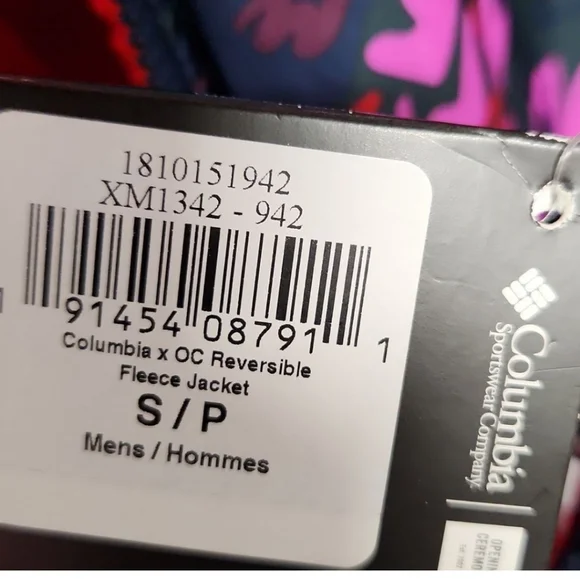 1810151942
XM1342 - 942
91454 08791 1
Columbia x OC Reversible
Fleece Jacket
S / P
Mens / Hommes
Columbia
Sportswear Company